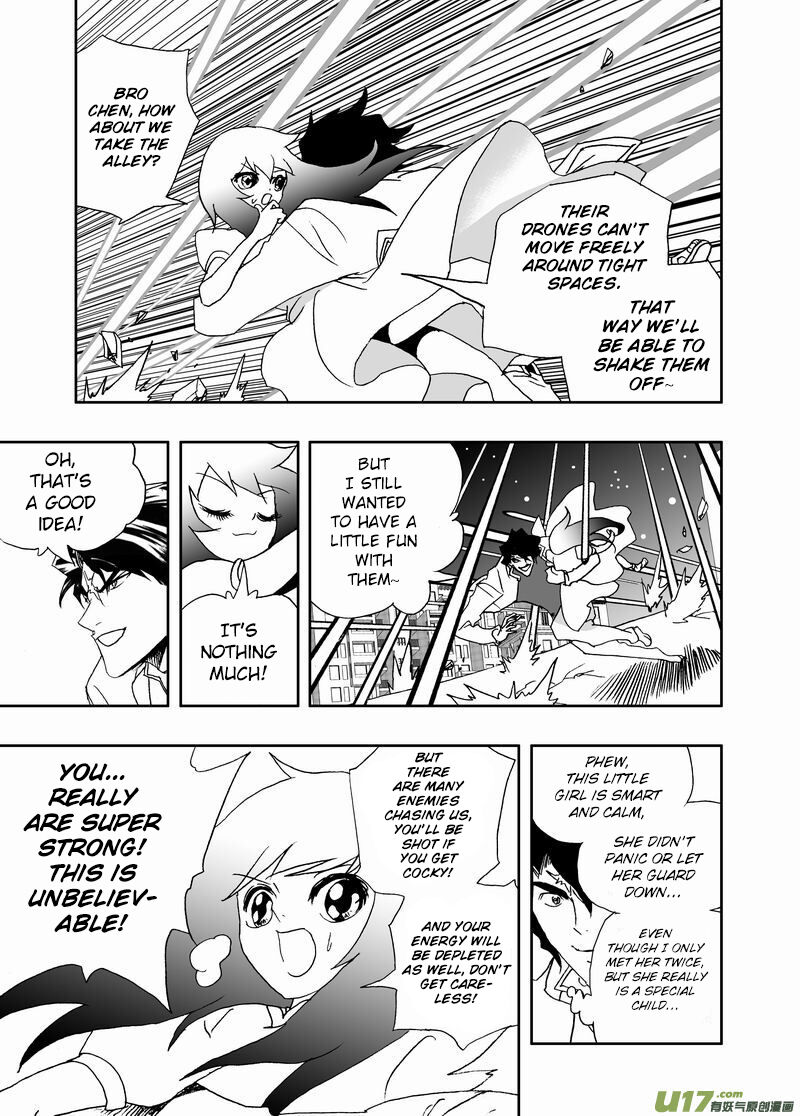 BRO
CHEN, HOW
ABOUT WE
TAKE THE
ALLEY?
THEIR
DRONES CAN'T
MOVE FREELY
AROUND TIGHT
SPACES.
THAT
WAY WE'LL
BE ABLE TO
SHAKE THEM
OFF~
OH,
THAT'S
A GOOD
IDEA!
IT'S
NOTHING
MUCH!
BUT
I STILL
WANTED
TO HAVE A
LITTLE FUN
WITH
THEM~
YOU...
REALLY
ARE SUPER
STRONG!
THIS IS
UNBELIEV-
ABLE!
BUT
THERE
ARE MANY
ENEMIES
CHASING US,
YOU'LL BE
SHOT IF
YOU GET
COCKY!
AND YOUR
ENERGY WILL
BE DEPLETED
AS WELL, DON'T
GET CARE-
LESS!
PHEW,
THIS LITTLE
GIRL IS SMART
AND CALM,
SHE DIDN'T
PANIC OR LET
HER GUARD
DOWN...
EVEN
THOUGH I ONLY
MET HER TWICE,
BUT SHE REALLY
IS A SPECIAL
CHILD...
U17.com
有妖气原创漫画